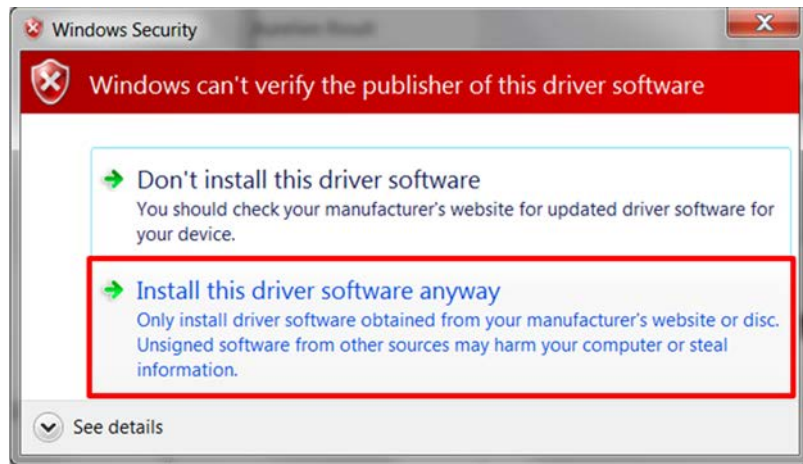 Windows Security
Windows can't verify the publisher of this driver software
Don't install this driver software
You should check your manufacturer's website for updated driver software for
your device.
Install this driver software anyway
Only install driver software obtained from your manufacturer's website or disc.
Unsigned software from other sources may harm your computer or steal
information.
See details